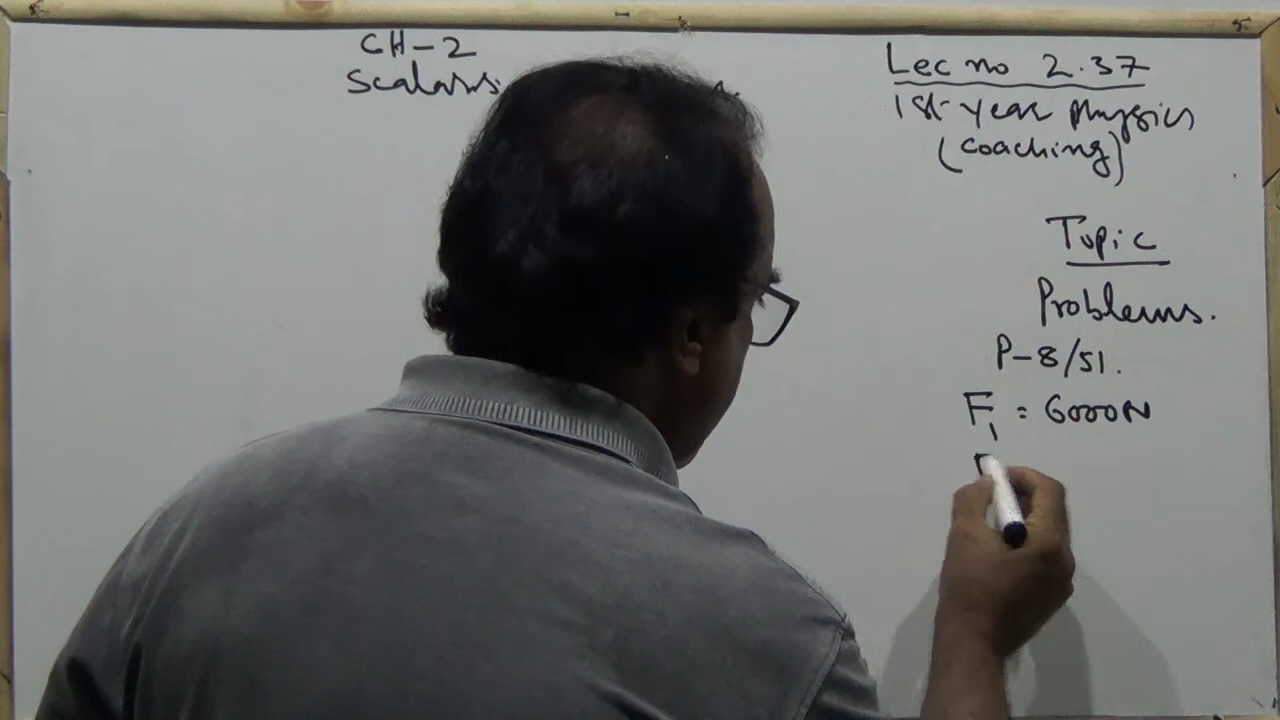 CH-2
Scalars
Lec no 2.37
1st year Physics
(Coaching)
Topic
Problems.
P-8/51.
F1 = 6000N
F